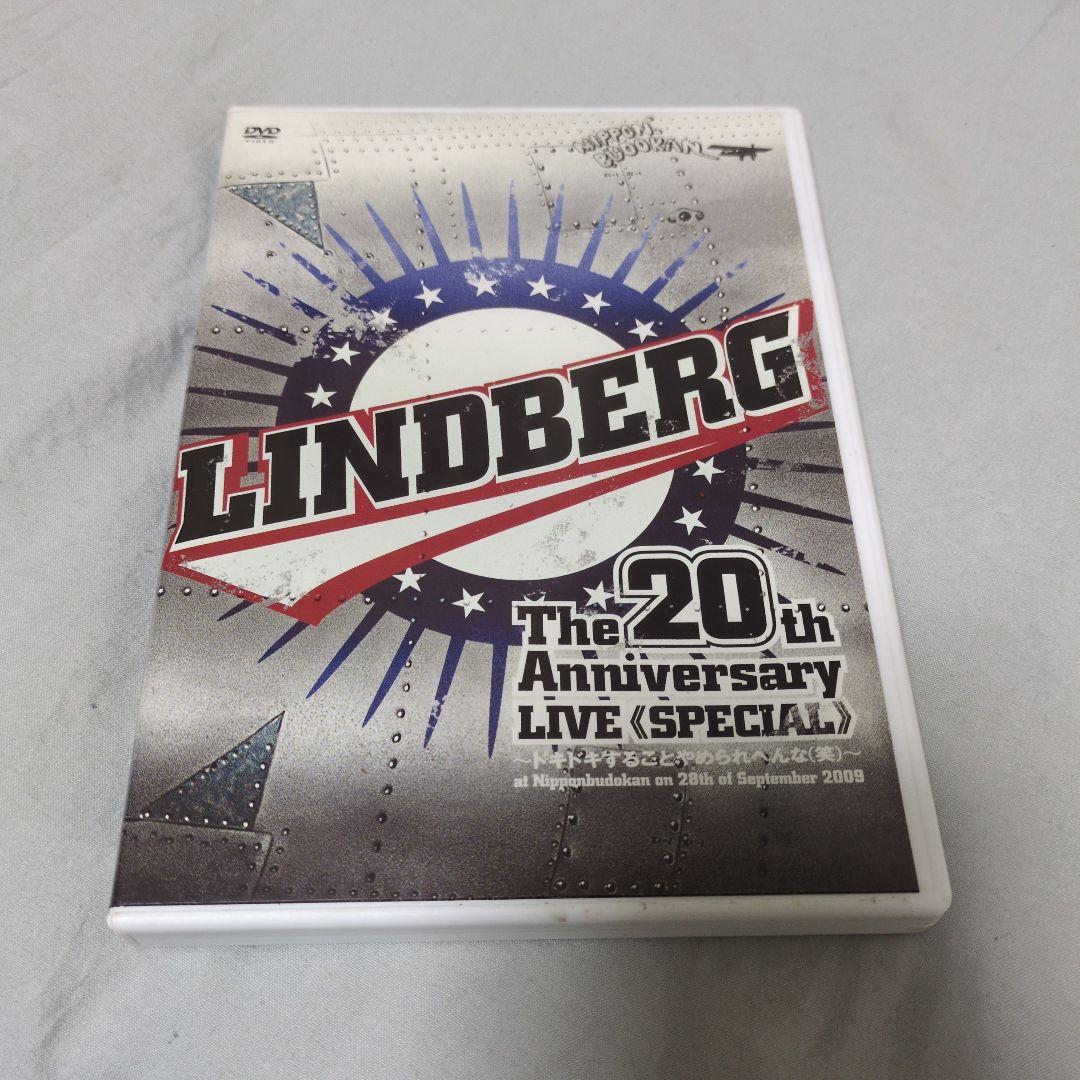 DVD
VIDEO
NIPPON
BUDOKAN
LINDBERG
The 20th
Anniversary
LIVE《SPECIAL》
～ドキドキすることやめられへんな(笑)～
at Nipponbudokan on 28th of September 2009